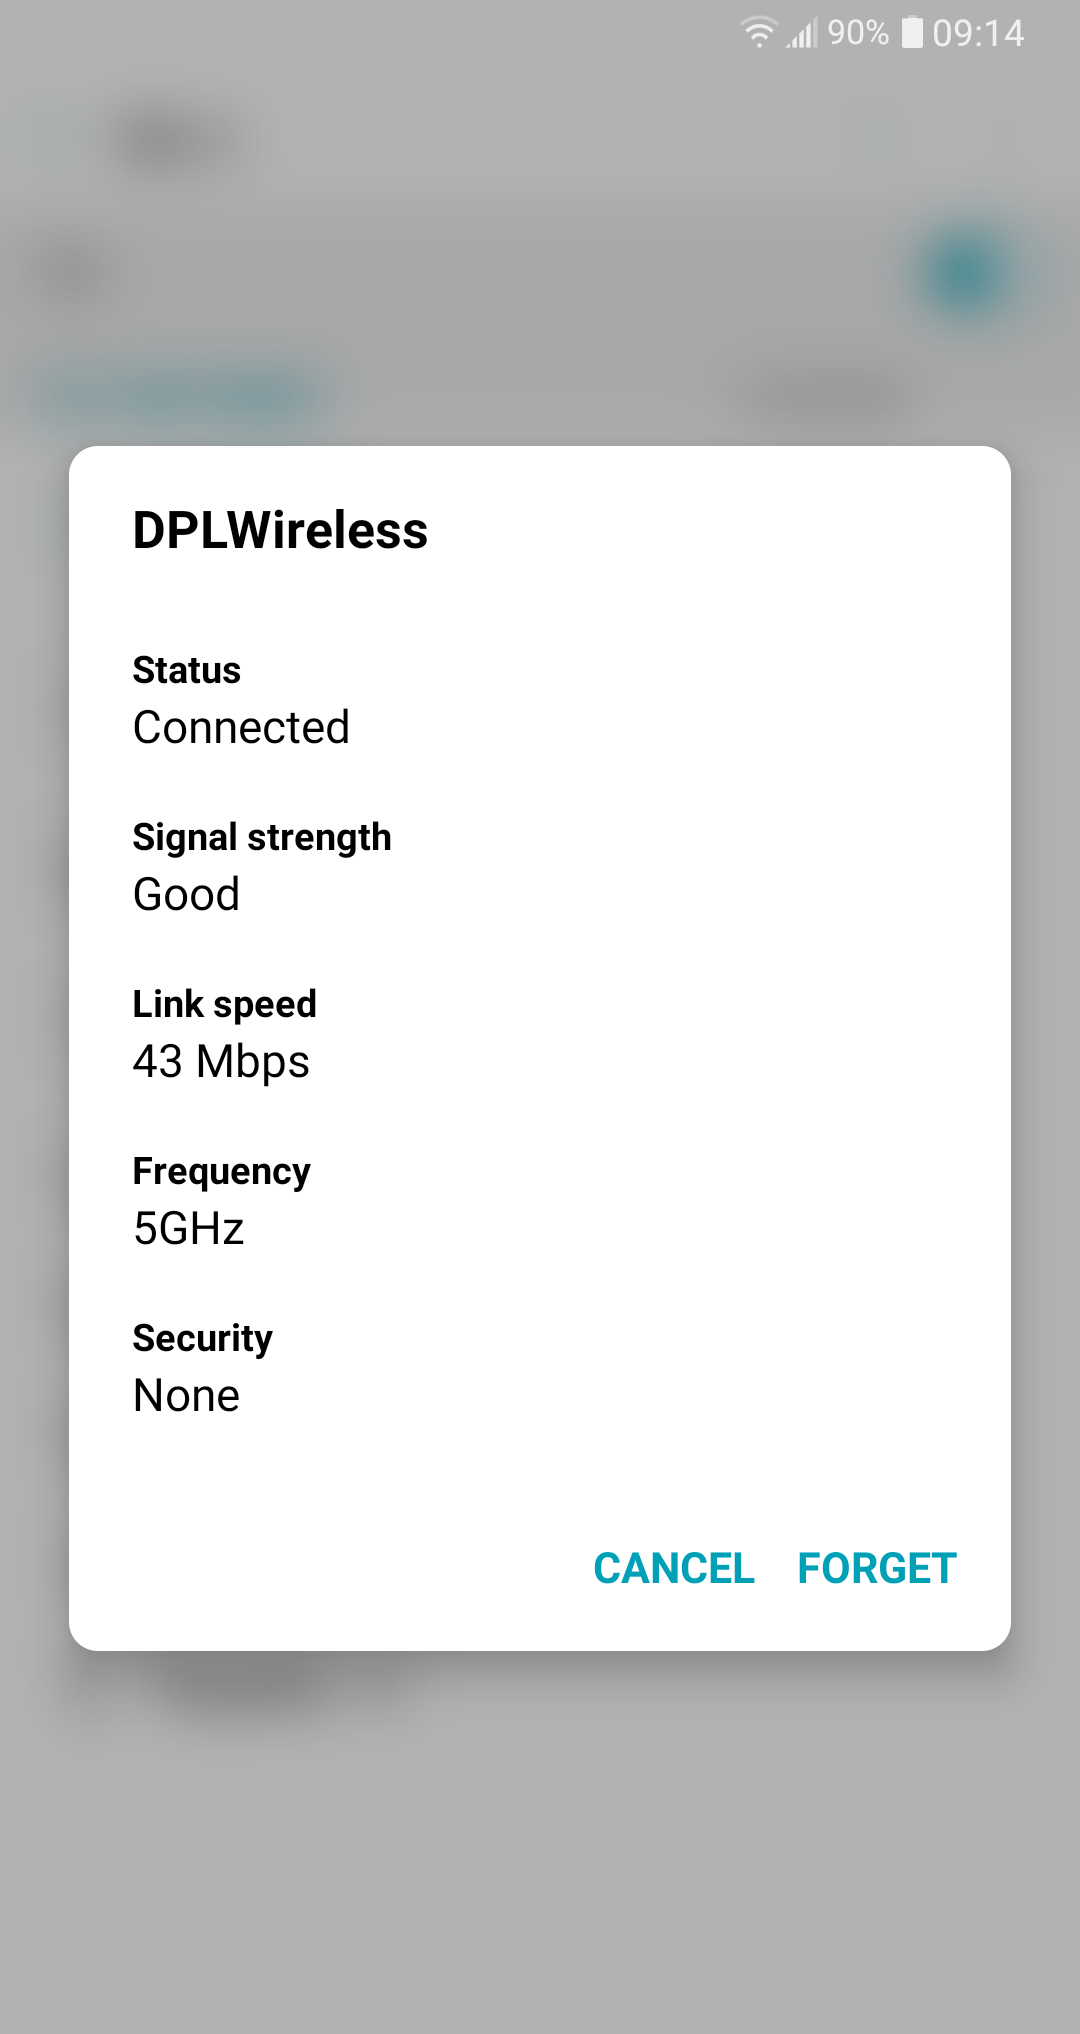 90% 09:14
DPLWireless
Status
Connected
Signal strength
Good
Link speed
43 Mbps
Frequency
5GHz
Security
None
CANCEL FORGET